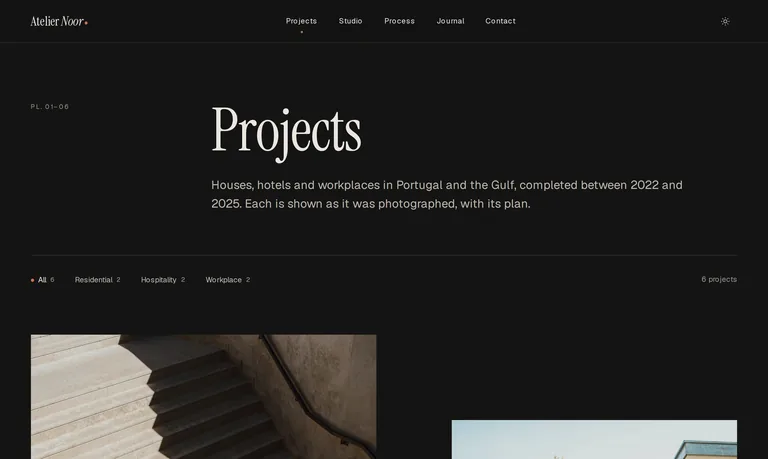 Atelier Noor
Projects Studio Process Journal Contact
PL. 01–06
Projects
Houses, hotels and workplaces in Portugal and the Gulf, completed between 2022 and
2025. Each is shown as it was photographed, with its plan.
All 6 Residential 2 Hospitality 2 Workplace 2
6 projects